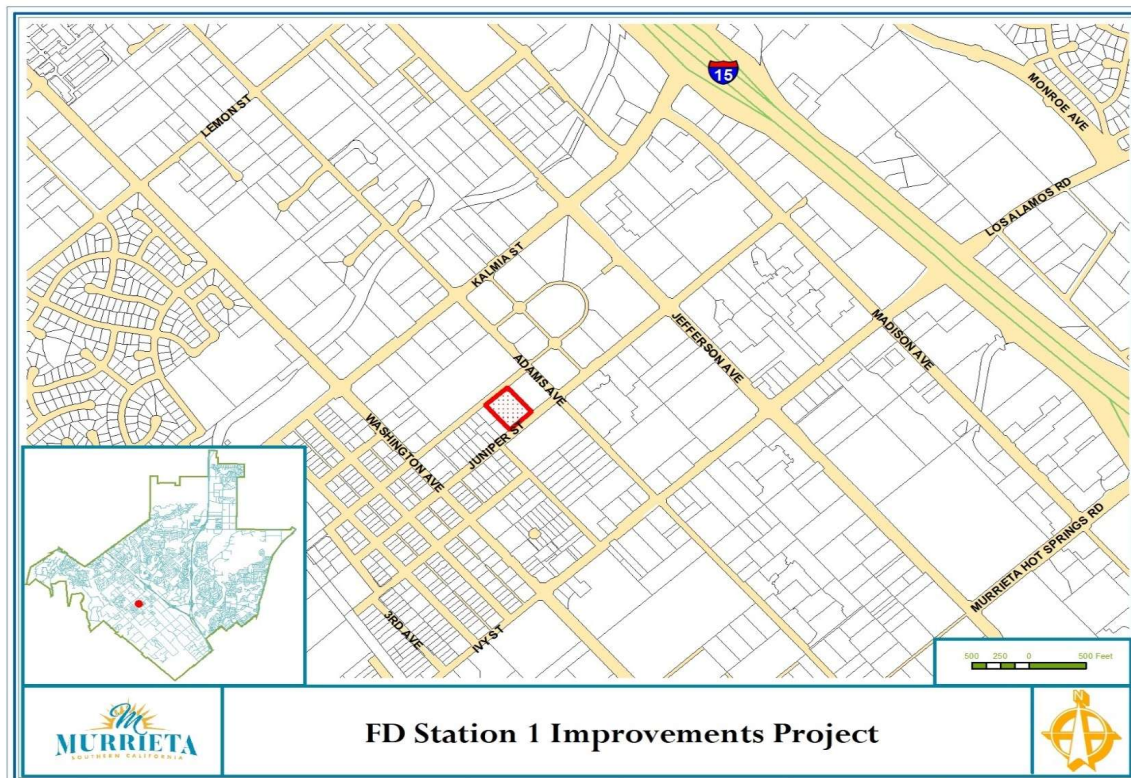 15
MONROE AVE
LEMON ST
LOS ALAMOS RD
KALMIA ST
JEFFERSON AVE
MADISON AVE
ADAMS AVE
WASHINGTON AVE
JUNIPER ST
MURRIETA HOT SPRINGS RD
3RD AVE
IVY ST
500 250 0 500 Feet
M
MURRIETA
SOUTHERN CALIFORNIA
FD Station 1 Improvements Project
N